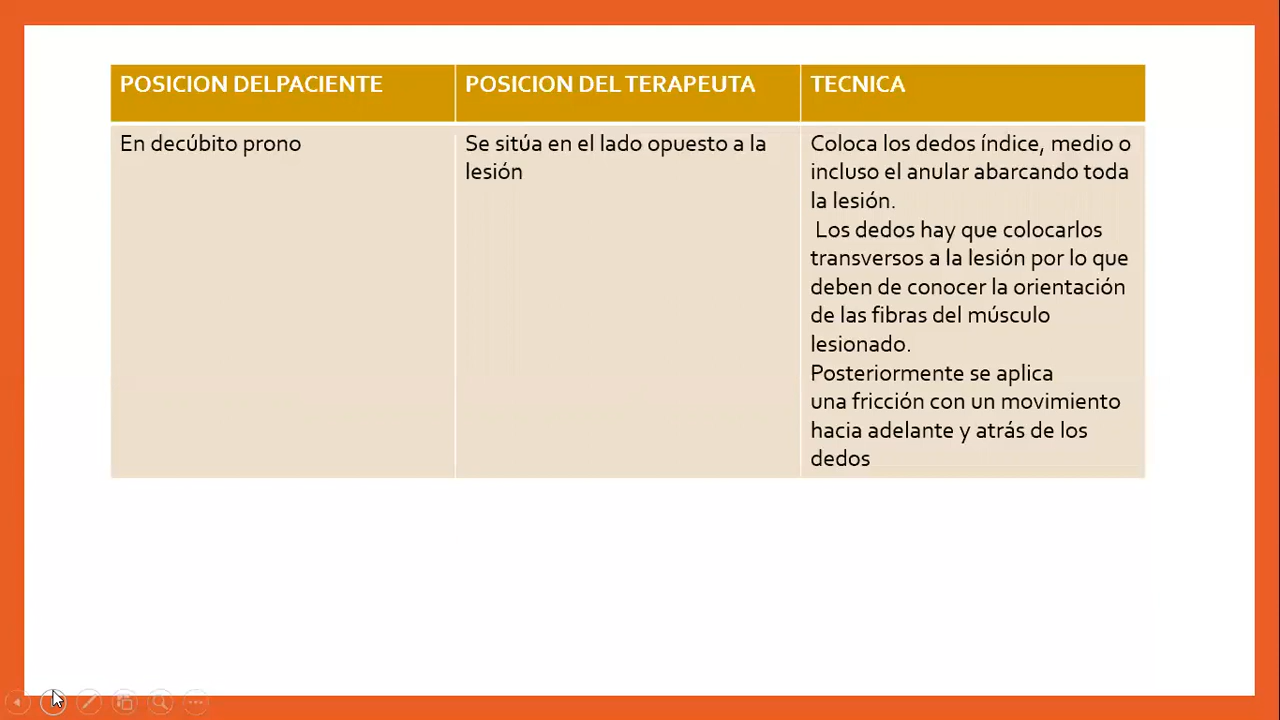 POSICION DELPACIENTE
POSICION DEL TERAPEUTA
TECNICA
En decúbito prono
Se sitúa en el lado opuesto a la
lesión
Coloca los dedos índice, medio o
incluso el anular abarcando toda
la lesión.
Los dedos hay que colocarlos
transversos a la lesión por lo que
deben de conocer la orientación
de las fibras del músculo
lesionado.
Posteriormente se aplica
una fricción con un movimiento
hacia adelante y atrás de los
dedos